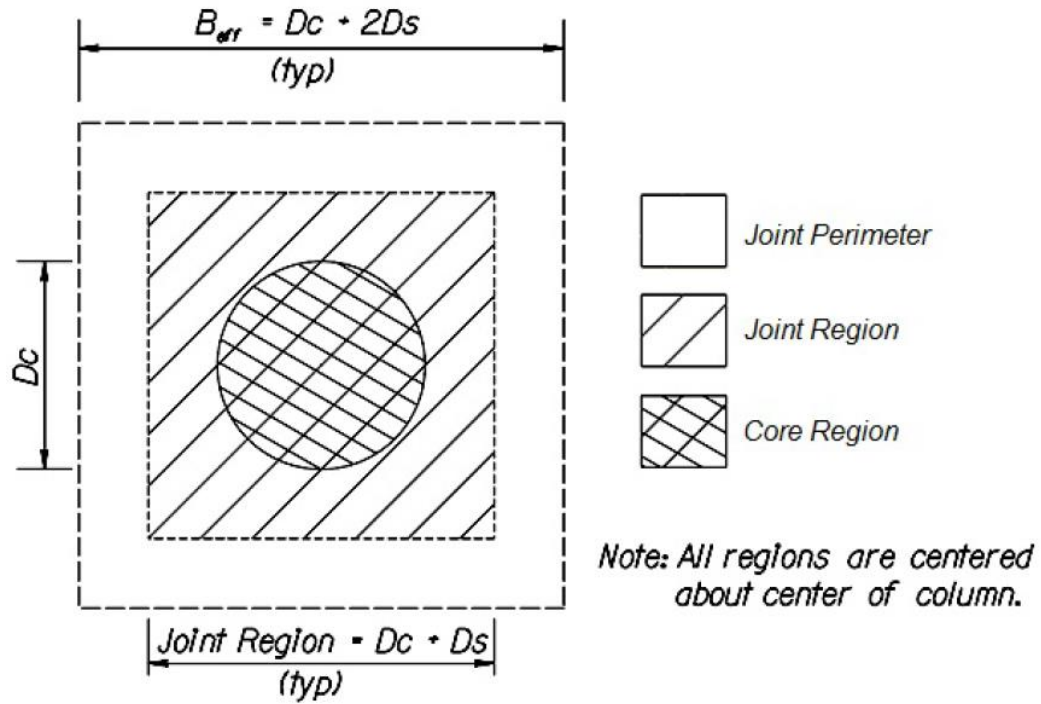 B_eff = Dc + 2Ds
(typ)
Dc
Joint Perimeter
Joint Region
Core Region
Note: All regions are centered
about center of column.
Joint Region = Dc + Ds
(typ)